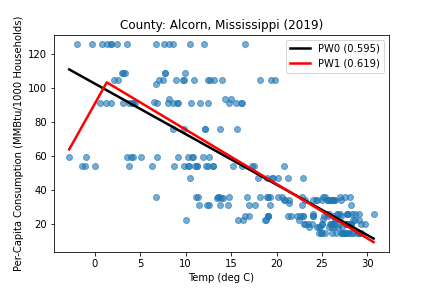 County: Alcorn, Mississippi (2019)
PW0 (0.595)
PW1 (0.619)
Per-Capita Consumption (MMBtu/1000 Households)
120
100
80
60
40
20
0
5
10
15
20
25
30
Temp (deg C)